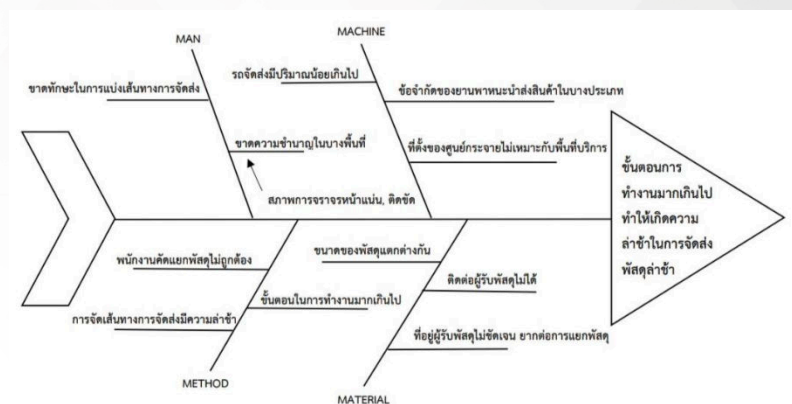 MAN
MACHINE
ขาดทักษะในการแบ่งเส้นทางการจัดส่ง
รถจัดส่งมีปริมาณน้อยเกินไป
ข้อจำกัดของยานพาหนะนำส่งสินค้าในบางประเภท
ขาดความชำนาญในบางพื้นที่
ที่ตั้งของศูนย์กระจายไม่เหมาะกับพื้นที่บริการ
สภาพการจราจรหน้าแน่น, ติดขัด
ขั้นตอนการ
ทำงานมากเกินไป
ทำให้เกิดความ
ล่าช้าในการจัดส่ง
พัสดุล่าช้า
พนักงานคัดแยกพัสดุไม่ถูกต้อง
ขนาดของพัสดุแตกต่างกัน
ติดต่อผู้รับพัสดุไม่ได้
การจัดเส้นทางการจัดส่งมีความล่าช้า
ขั้นตอนในการทำงานมากเกินไป
ที่อยู่ผู้รับพัสดุไม่ชัดเจน ยากต่อการแยกพัสดุ
METHOD
MATERIAL